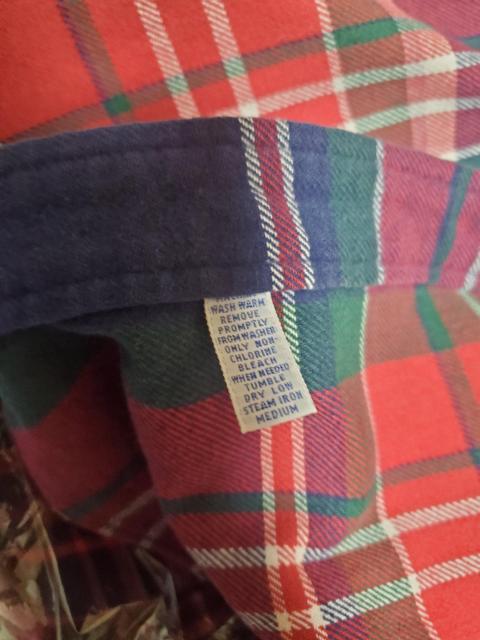 WASH WARM
REMOVE
PROMPTLY
FROM WASHER
ONLY NON-
CHLORINE
BLEACH
WHEN NEEDED
TUMBLE
DRY LOW
STEAM IRON
MEDIUM